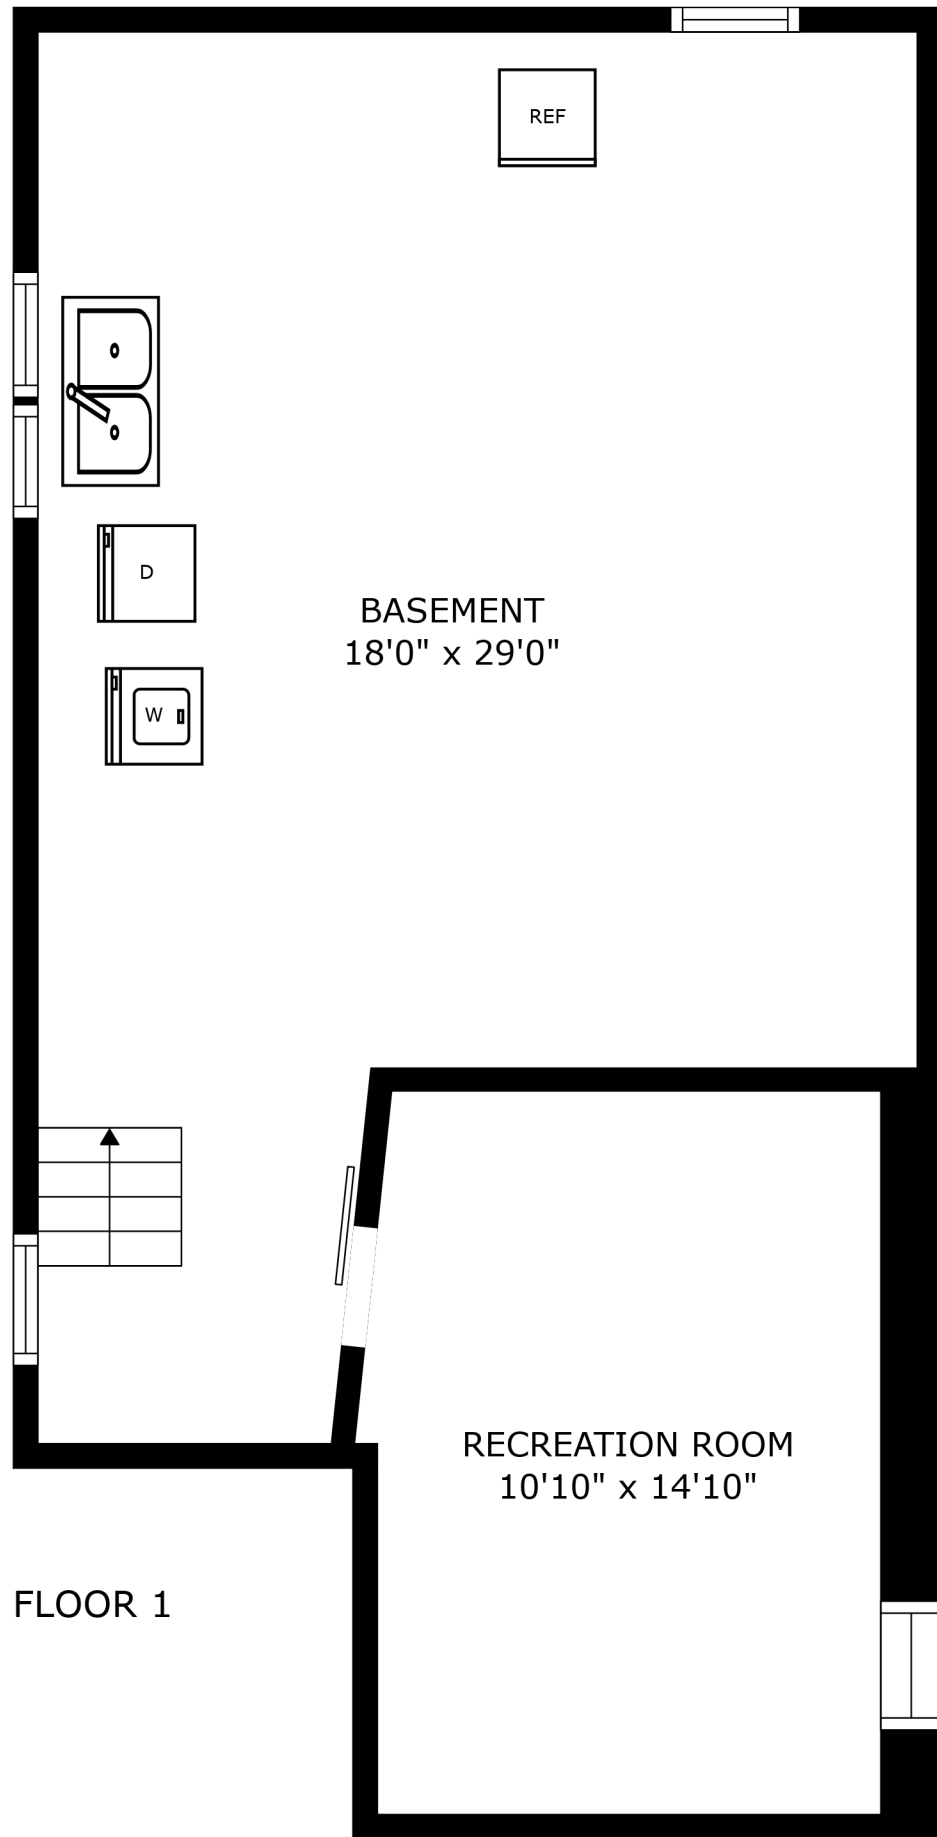 REF
D
BASEMENT
18'0" x 29'0"
W
RECREATION ROOM
10'10" x 14'10"
FLOOR 1